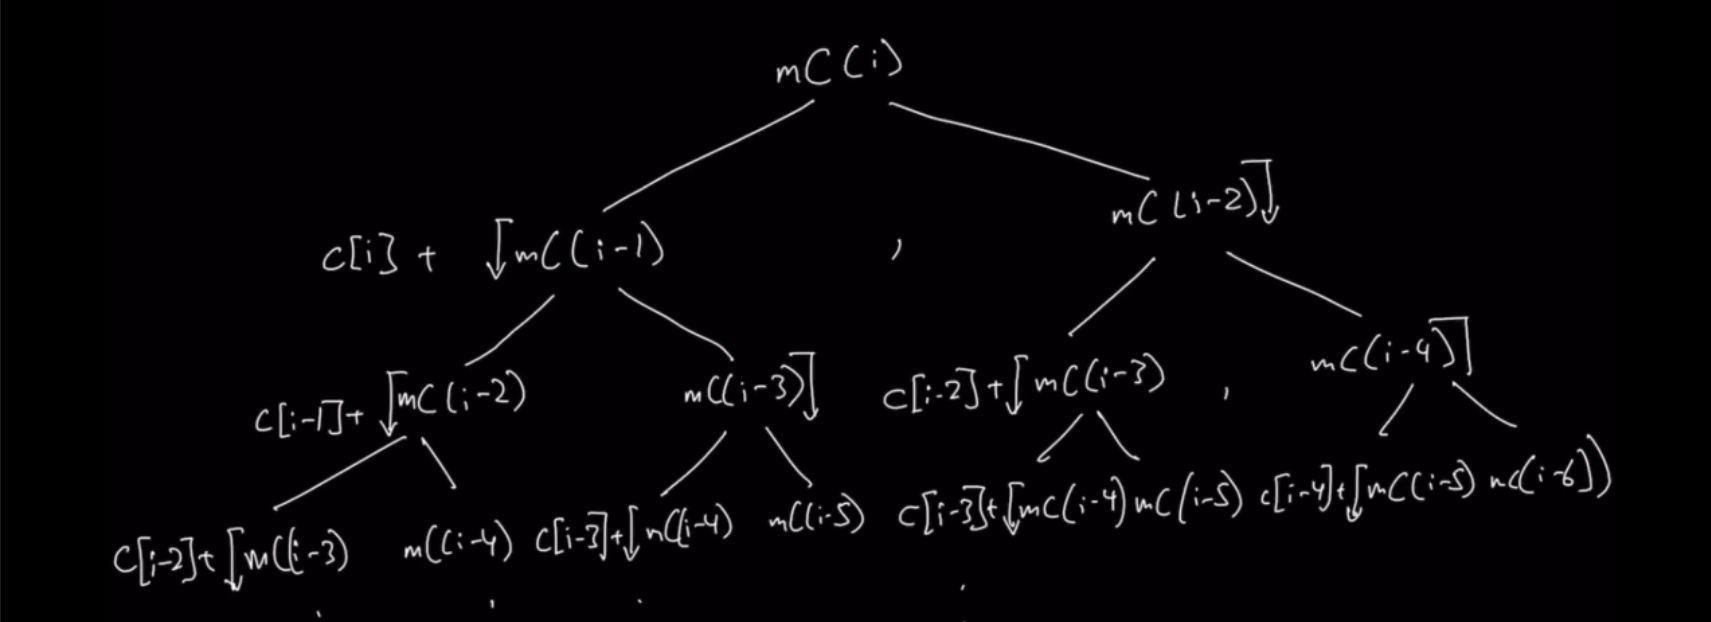 mC(i)
c[i] + ↓mC(i-1) , mC(i-2)↓
c[i-1]+ ↓mC(i-2) mC(i-3)↓ c[i-2]+↓mC(i-3) , mC(i-4)]
c[i-2]+↓mC(i-3) mC(i-4) c[i-3]+↓mC(i-4) mC(i-5) c[i-3]+↓mC(i-4) mC(i-5) c[i-4]+↓mC(i-5) mC(i-6))